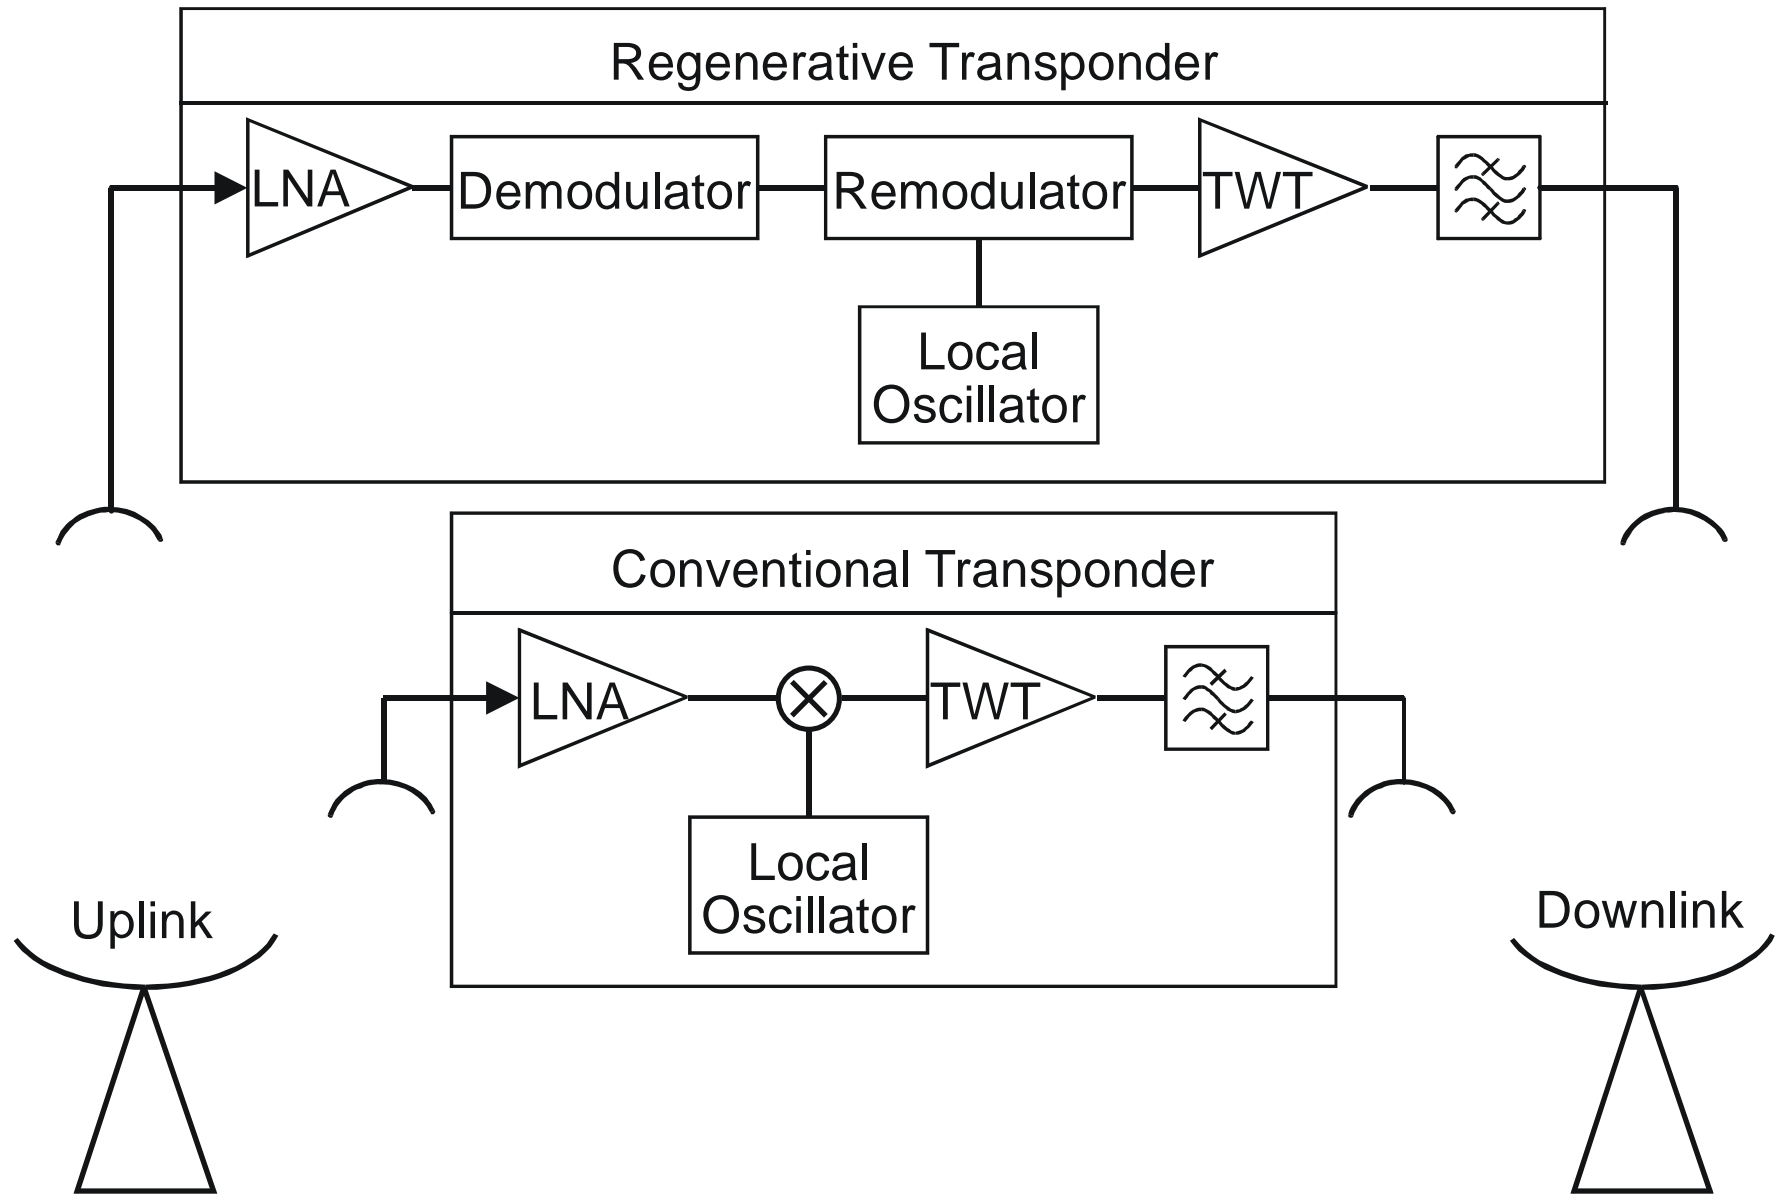 Regenerative Transponder
LNA
Demodulator
Remodulator
TWT
Local
Oscillator
Conventional Transponder
LNA
TWT
Local
Oscillator
Uplink
Downlink